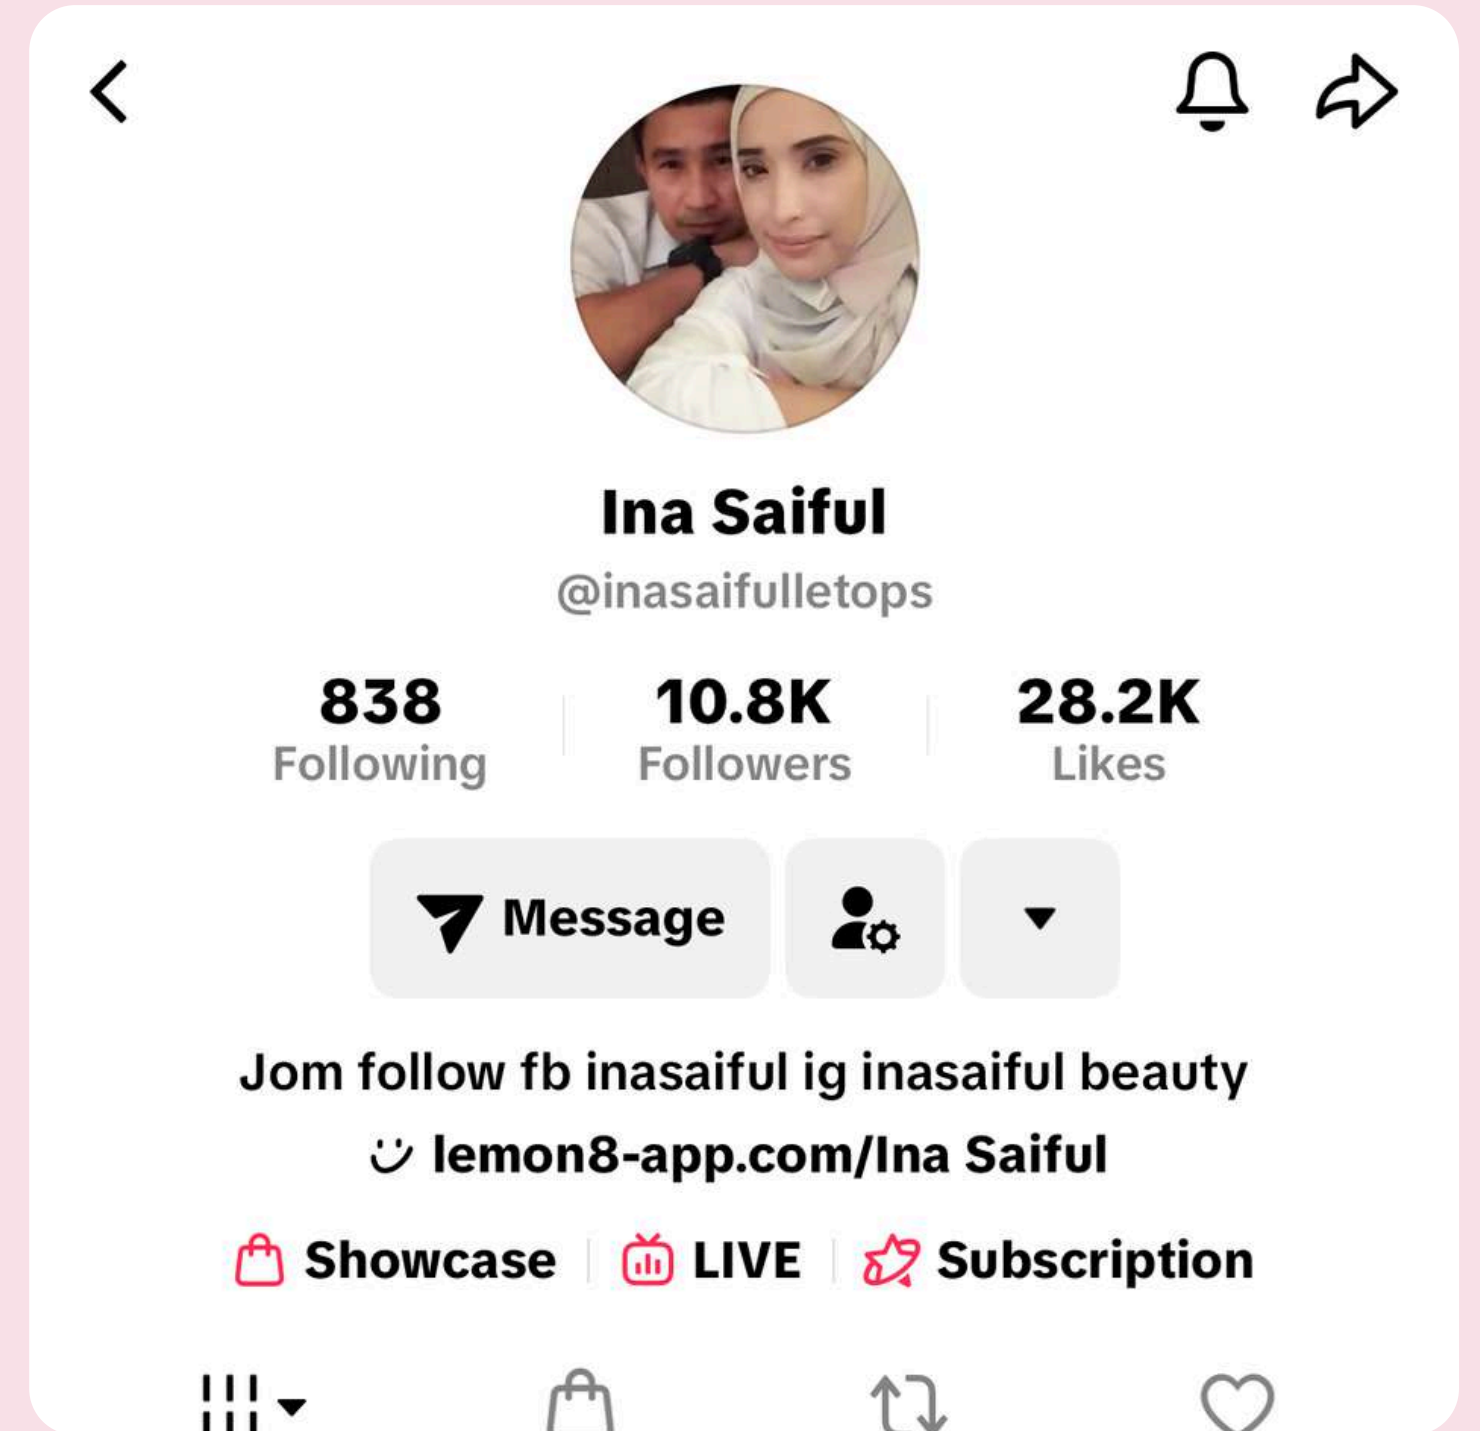 Ina Saiful
@inasaifulletops
838 10.8K 28.2K
Following Followers Likes
Message
Jom follow fb inasaiful ig inasaiful beauty
lemon8-app.com/Ina Saiful
Showcase LIVE Subscription